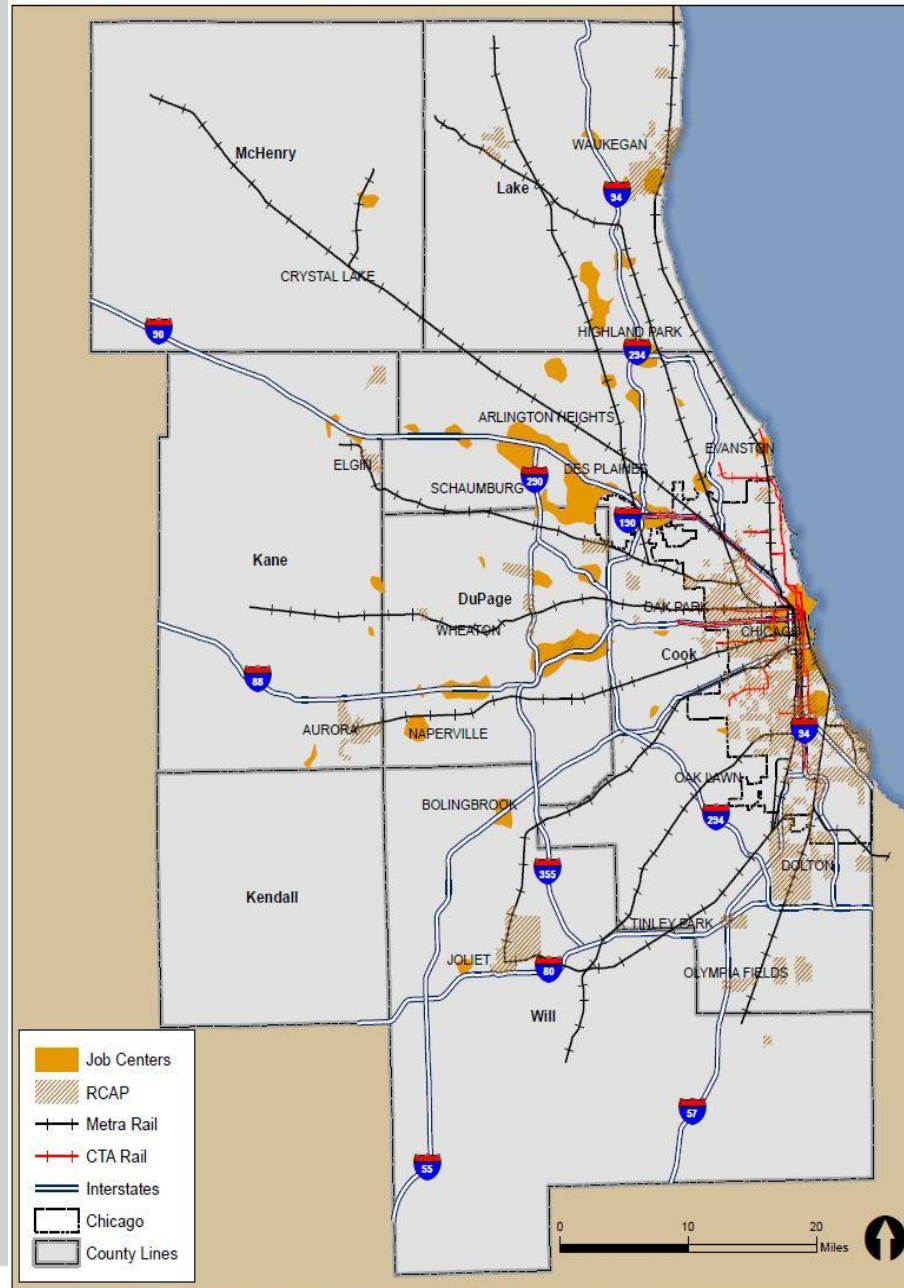 WAUKEGAN
McHenry
Lake
94
CRYSTAL LAKE
90
HIGHLAND PARK
294
ARLINGTON HEIGHTS
EVANSTON
ELGIN
DES PLAINES
290
SCHAUMBURG
190
Kane
DuPage
OAK PARK
WHEATON
CHICAGO
Cook
88
AURORA
NAPERVILLE
94
OAK LAWN
BOLINGBROOK
294
355
DOLTON
Kendall
TINLEY PARK
JOLIET
80
OLYMPIA FIELDS
Will
57
55
Job Centers
RCAP
Metra Rail
CTA Rail
Interstates
Chicago
County Lines
0 10 20
Miles